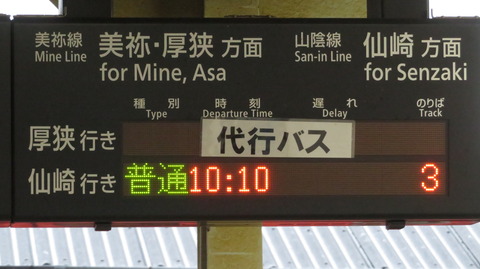 美祢線 美祢・厚狭 方面 山陰線 仙崎 方面
Mine Line for Mine, Asa San-in Line for Senzaki
種別 時刻 遅れ のりば
Type Departure Time Delay Track
厚狭 行き 代行バス
仙崎 行き 普通 10:10 3